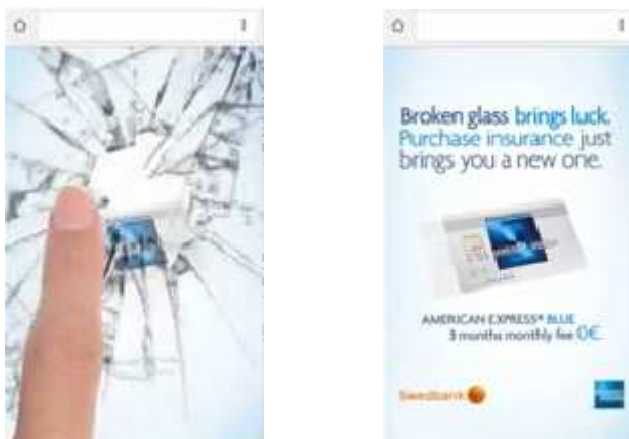 Broken glass brings luck.
Purchase insurance just
brings you a new one.
AMERICAN EXPRESS® BLUE
3 months monthly fee 0€
Swedbank